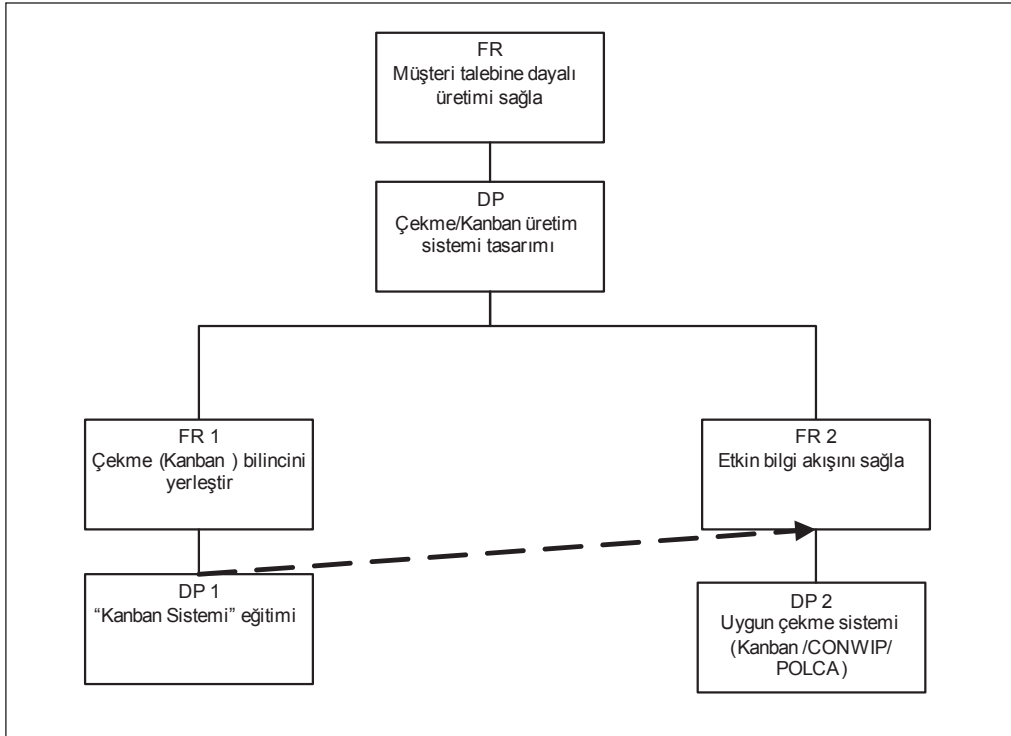 FR
Müşteri talebine dayalı
üretimi sağla
DP
Çekme/Kanban üretim
sistemi tasarımı
FR 1
Çekme (Kanban ) bilincini
yerleştir
FR 2
Etkin bilgi akışını sağla
DP 1
“Kanban Sistemi” eğitimi
DP 2
Uygun çekme sistemi
(Kanban /CONWIP/
POLCA )